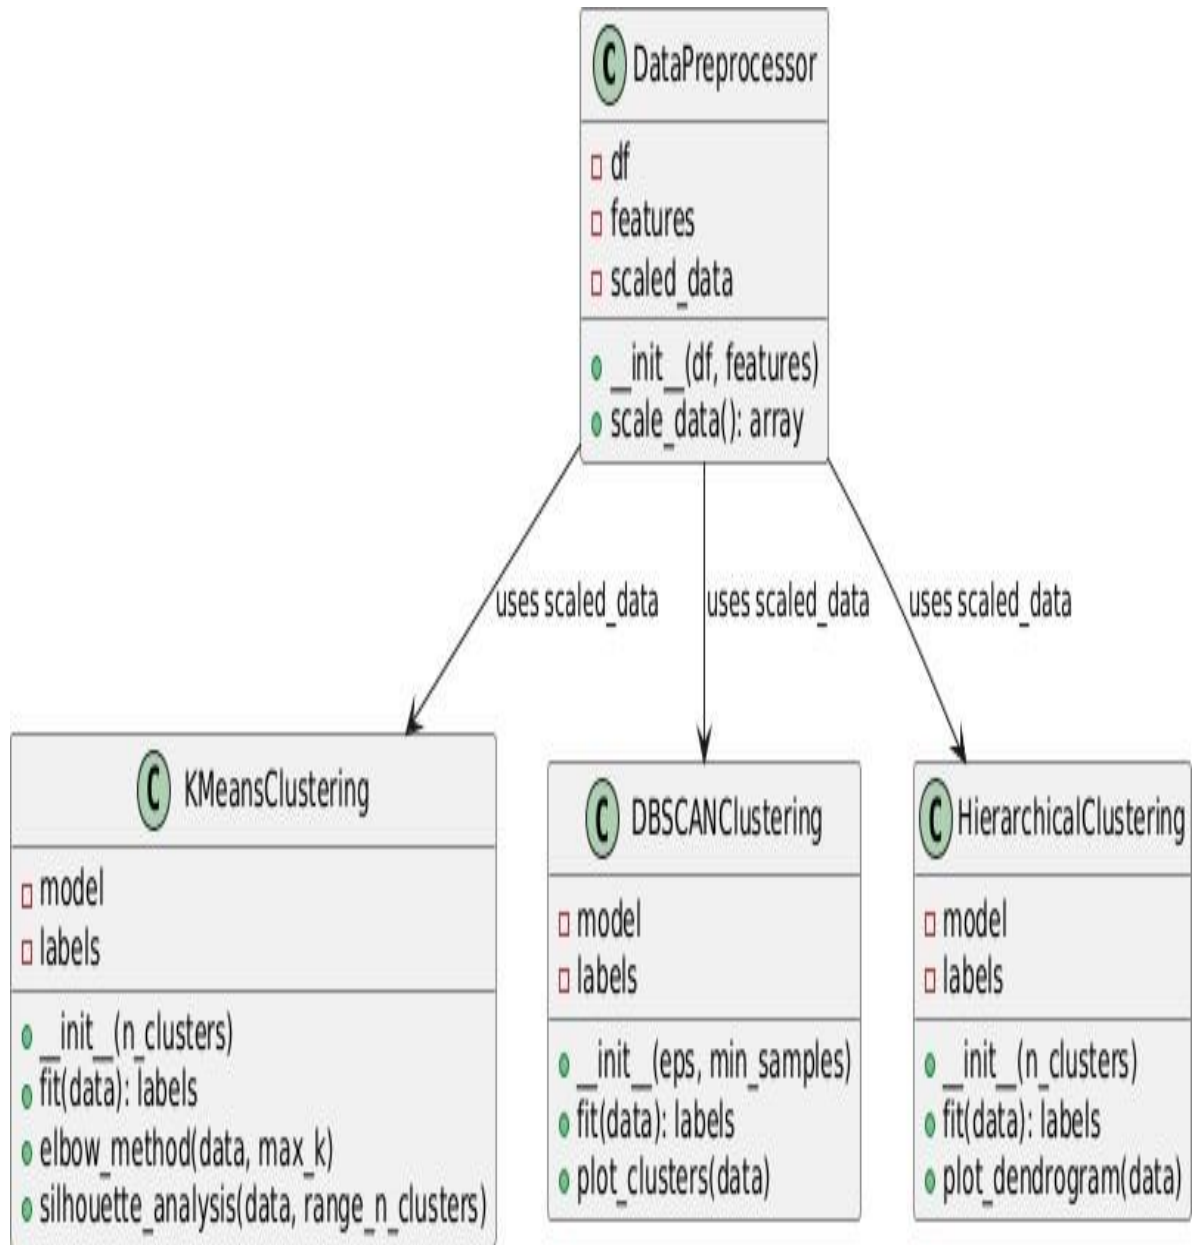 C DataPreprocessor
df
features
scaled_data
__init__(df, features)
scale_data(): array
uses scaled_data
uses scaled_data
uses scaled_data
C KMeansClustering
model
labels
__init__(n_clusters)
fit(data): labels
elbow_method(data, max_k)
silhouette_analysis(data, range_n_clusters)
C DBSCANClustering
model
labels
__init__(eps, min_samples)
fit(data): labels
plot_clusters(data)
C HierarchicalClustering
model
labels
__init__(n_clusters)
fit(data): labels
plot_dendrogram(data)